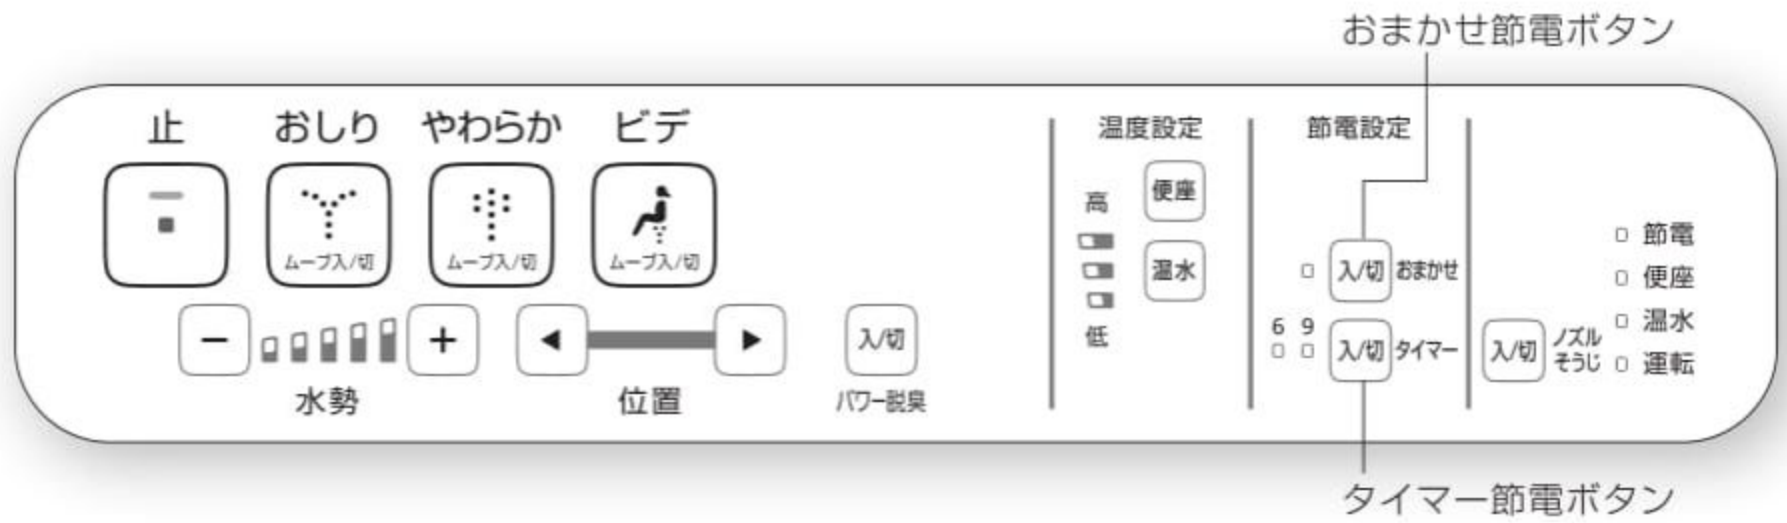 おまかせ節電ボタン
止 おしり やわらか ビデ
ムーブ入/切 ムーブ入/切 ムーブ入/切
− +
水勢
◀ ▶
位置
入/切
パワー脱臭
温度設定
高
低
便座
温水
節電設定
入/切 おまかせ
6 9
入/切 タイマー
入/切 ノズル
そうじ
節電
便座
温水
運転
タイマー節電ボタン